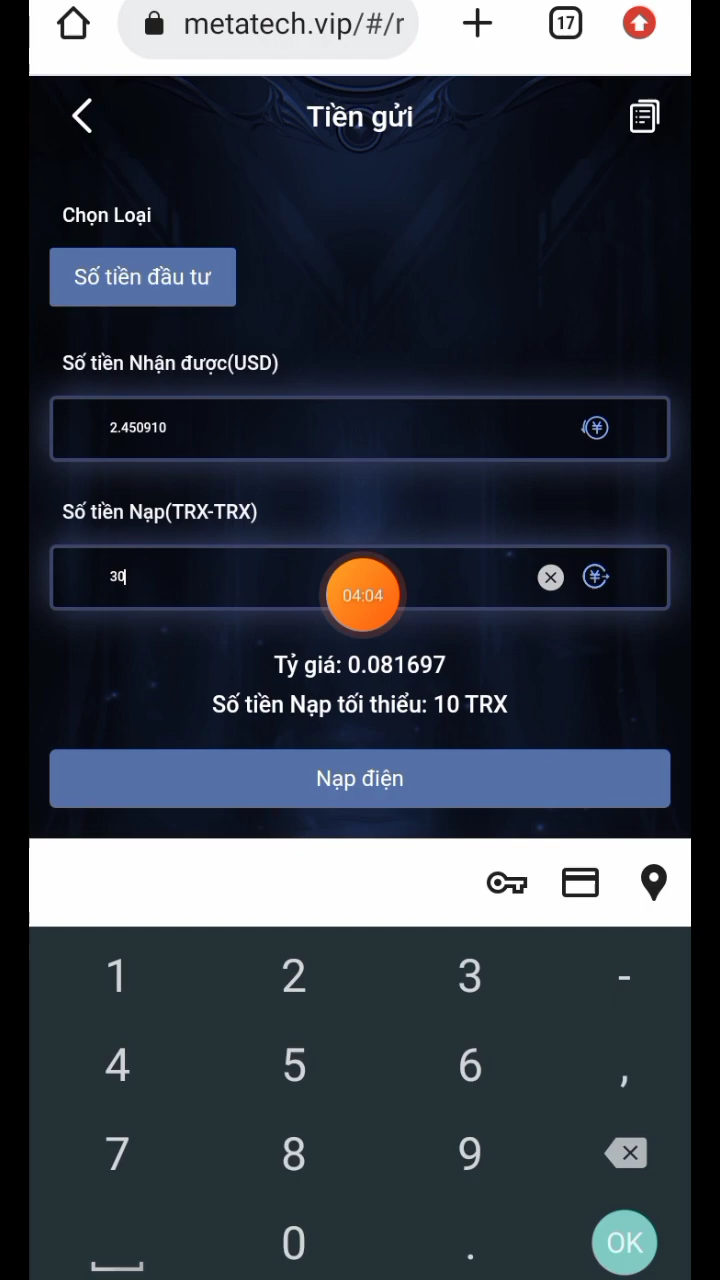 metatech.vip/#/r
17
Tiền gửi
Chọn Loại
Số tiền đầu tư
Số tiền Nhận được(USD)
2.450910
Số tiền Nạp(TRX-TRX)
30
04:04
Tỷ giá: 0.081697
Số tiền Nạp tối thiểu: 10 TRX
Nạp điện
1 2 3 -
4 5 6 ,
7 8 9
0 . OK